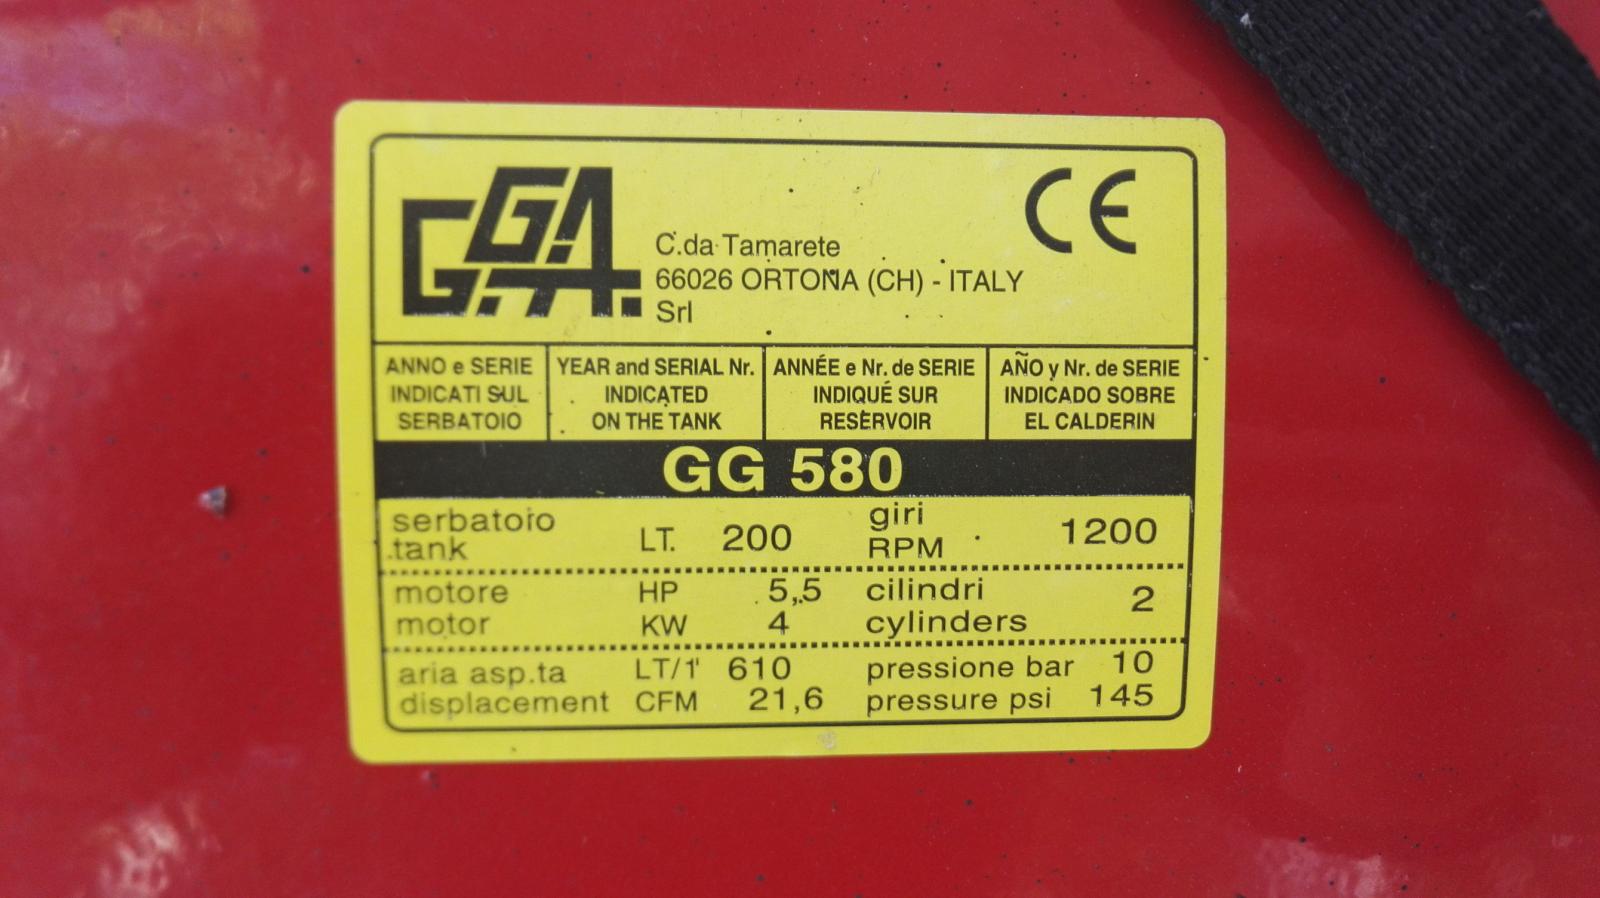 GGA
C.da Tamarete
66026 ORTONA (CH) - ITALY
Srl
CE
ANNO e SERIE
INDICATI SUL
SERBATOIO
YEAR and SERIAL Nr.
INDICATED
ON THE TANK
ANNÉE e Nr. de SERIE
INDIQUÉ SUR
RESERVOIR
AÑO y Nr. de SERIE
INDICADO SOBRE
EL CALDERIN
GG 580
serbatoio
tank
LT. 200
giri
RPM
1200
motore HP 5,5
motor KW 4
cilindri
cylinders
2
aria asp.ta LT/1' 610
displacement CFM 21,6
pressione bar 10
pressure psi 145